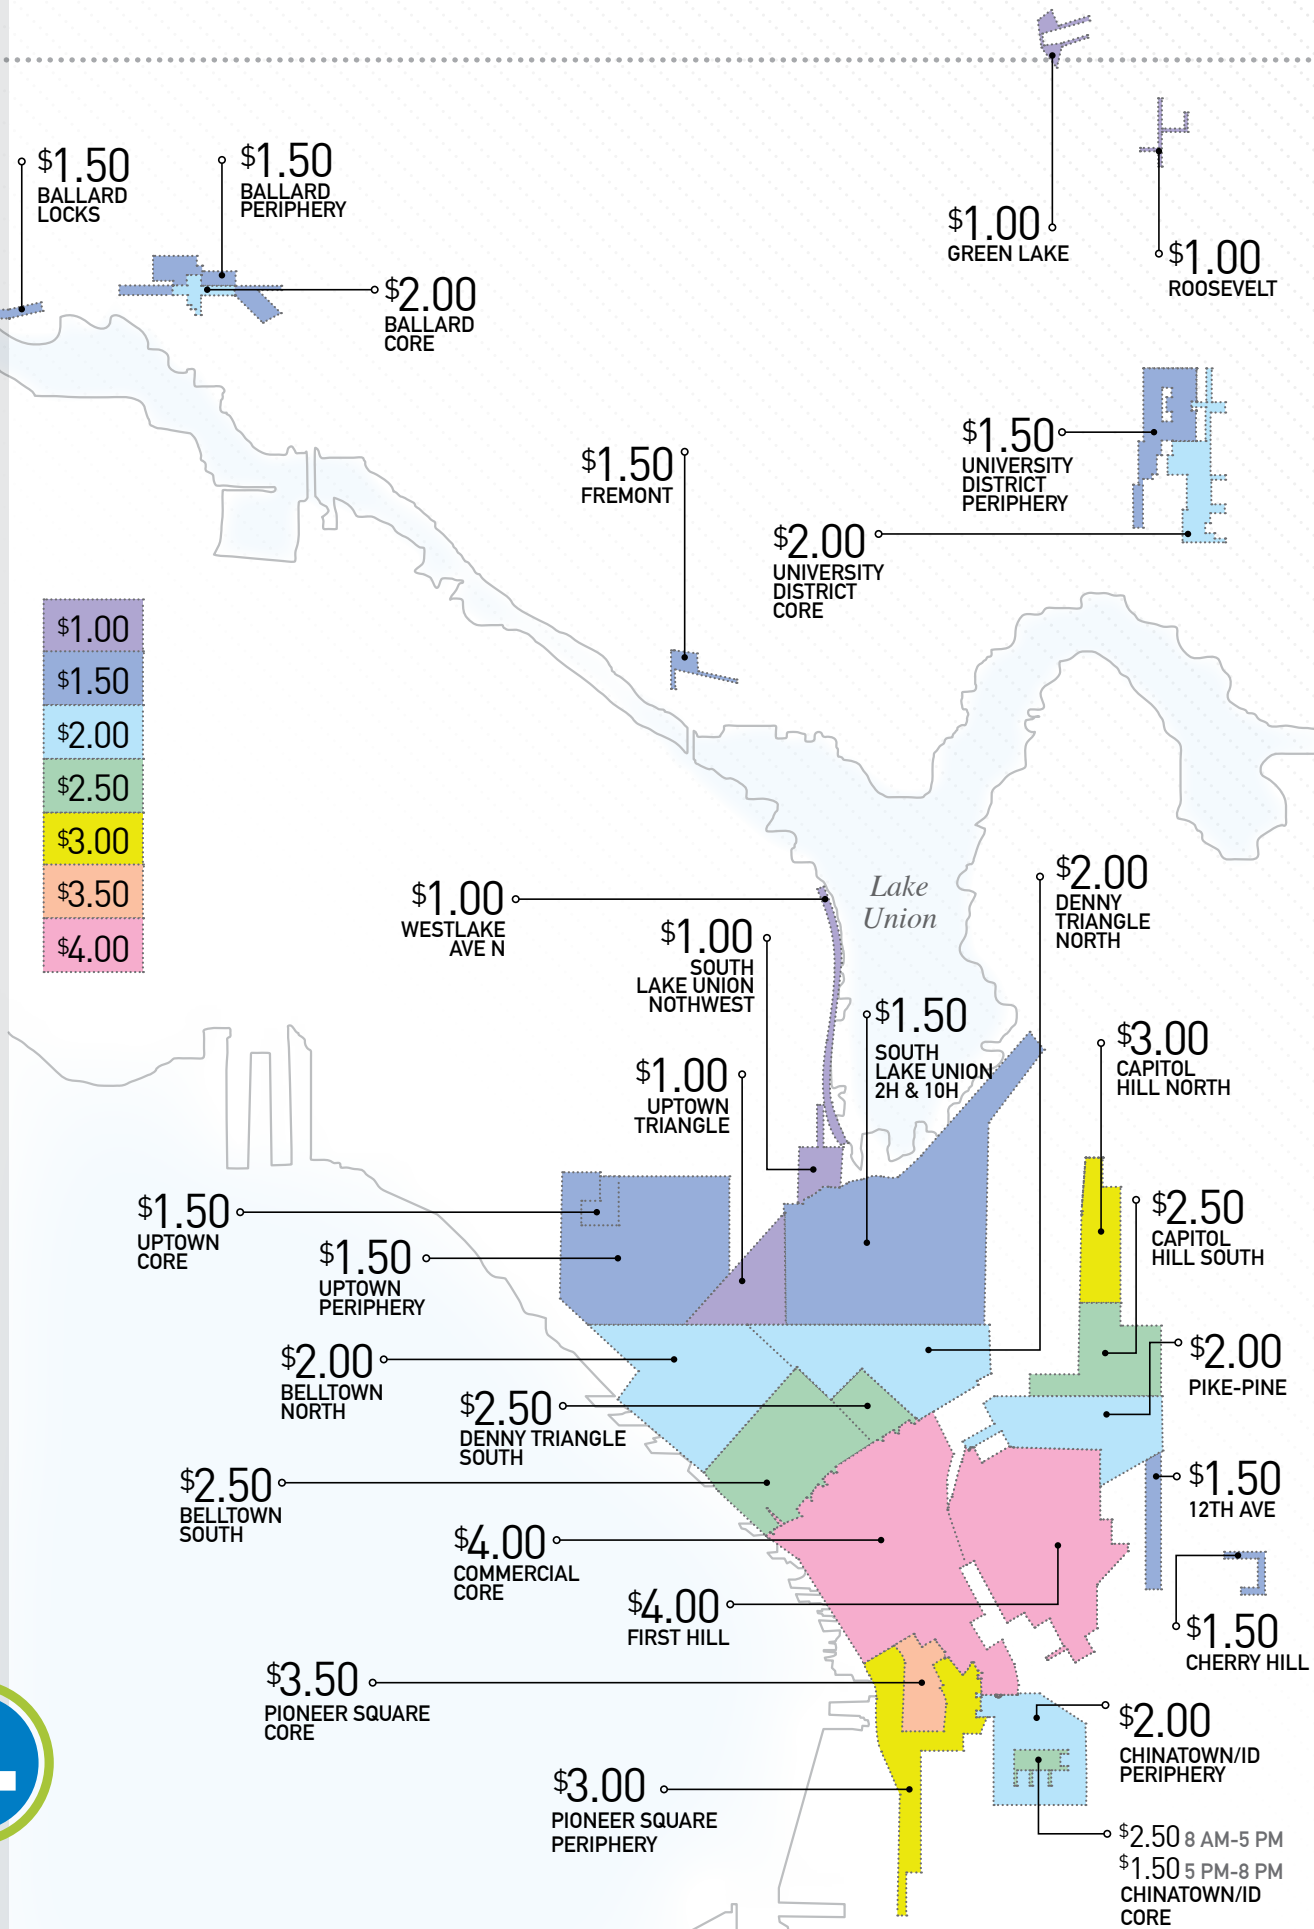 $1.50
BALLARD
LOCKS
$1.50
BALLARD
PERIPHERY
$2.00
BALLARD
CORE
$1.00
GREEN LAKE
$1.00
ROOSEVELT
$1.50
UNIVERSITY
DISTRICT
PERIPHERY
$1.50
FREMONT
$2.00
UNIVERSITY
DISTRICT
CORE
$1.00
$1.50
$2.00
$2.50
$3.00
$3.50
$4.00
Lake
Union
$1.00
WESTLAKE
AVE N
$1.00
SOUTH
LAKE UNION
NOTHWEST
$2.00
DENNY
TRIANGLE
NORTH
$1.50
SOUTH
LAKE UNION
2H & 10H
$3.00
CAPITOL
HILL NORTH
$1.00
UPTOWN
TRIANGLE
$1.50
UPTOWN
CORE
$1.50
UPTOWN
PERIPHERY
$2.50
CAPITOL
HILL SOUTH
$2.00
BELLTOWN
NORTH
$2.00
PIKE-PINE
$2.50
DENNY TRIANGLE
SOUTH
$2.50
BELLTOWN
SOUTH
$1.50
12TH AVE
$4.00
COMMERCIAL
CORE
$4.00
FIRST HILL
$1.50
CHERRY HILL
$3.50
PIONEER SQUARE
CORE
$2.00
CHINATOWN/ID
PERIPHERY
$3.00
PIONEER SQUARE
PERIPHERY
$2.50 8 AM-5 PM
$1.50 5 PM-8 PM
CHINATOWN/ID
CORE